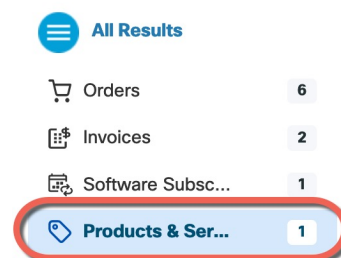 All Results
Orders 6
Invoices 2
Software Subsc... 1
Products & Ser... 1